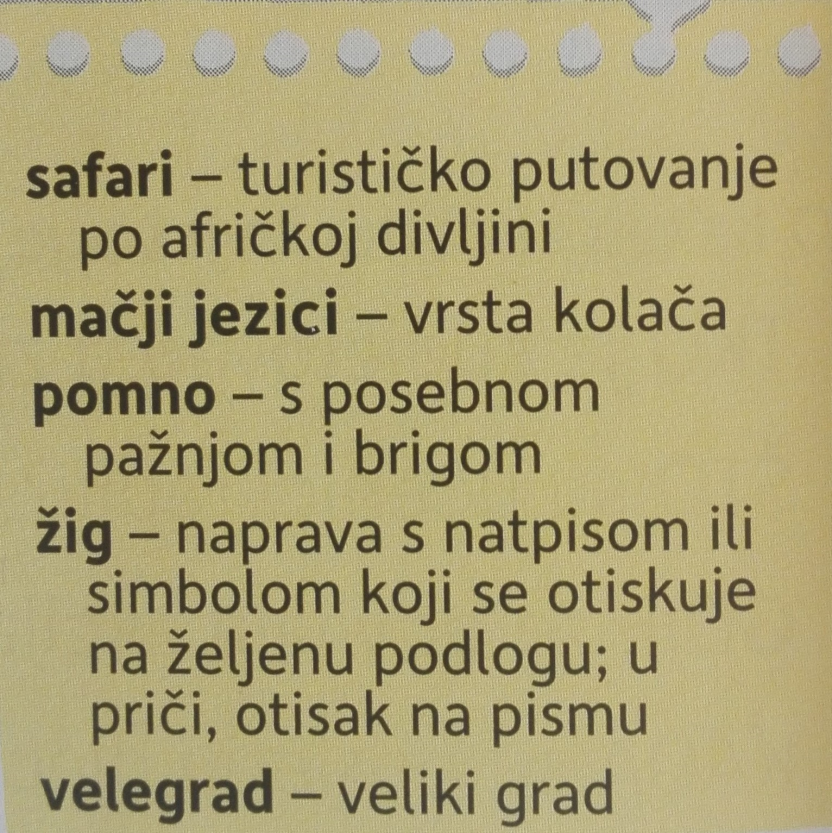 safari – turističko putovanje
po afričkoj divljini
mačji jezici – vrsta kolača
pomno – s posebnom
pažnjom i brigom
žig – naprava s natpisom ili
simbolom koji se otiskuje
na željenu podlogu; u
priči, otisak na pismu
velegrad – veliki grad